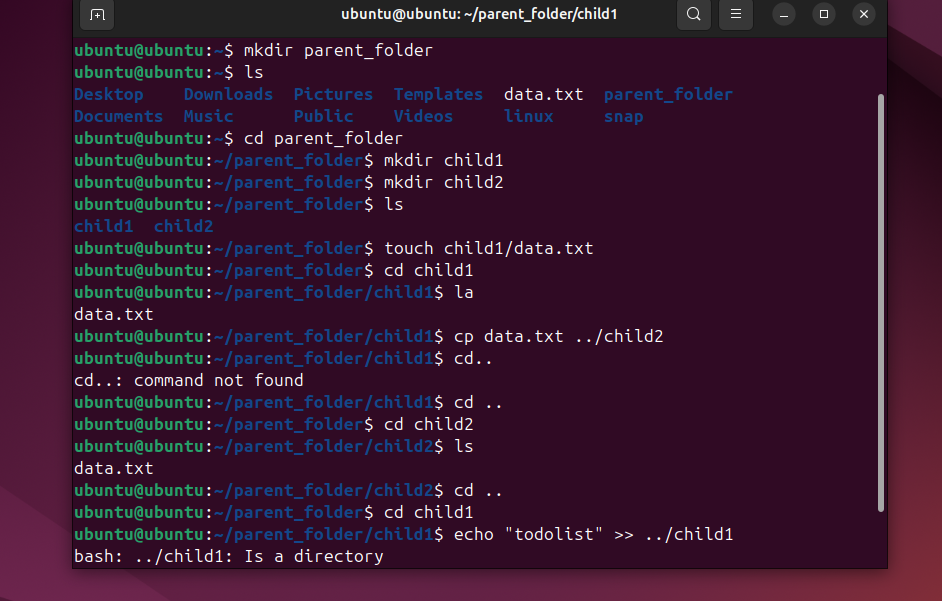 ubuntu@ubuntu: ~/parent_folder/child1
ubuntu@ubuntu:~$ mkdir parent_folder
ubuntu@ubuntu:~$ ls
Desktop Downloads Pictures Templates data.txt parent_folder
Documents Music Public Videos linux snap
ubuntu@ubuntu:~$ cd parent_folder
ubuntu@ubuntu:~/parent_folder$ mkdir child1
ubuntu@ubuntu:~/parent_folder$ mkdir child2
ubuntu@ubuntu:~/parent_folder$ ls
child1 child2
ubuntu@ubuntu:~/parent_folder$ touch child1/data.txt
ubuntu@ubuntu:~/parent_folder$ cd child1
ubuntu@ubuntu:~/parent_folder/child1$ la
data.txt
ubuntu@ubuntu:~/parent_folder/child1$ cp data.txt ../child2
ubuntu@ubuntu:~/parent_folder/child1$ cd..
cd..: command not found
ubuntu@ubuntu:~/parent_folder/child1$ cd ..
ubuntu@ubuntu:~/parent_folder$ cd child2
ubuntu@ubuntu:~/parent_folder/child2$ ls
data.txt
ubuntu@ubuntu:~/parent_folder/child2$ cd ..
ubuntu@ubuntu:~/parent_folder$ cd child1
ubuntu@ubuntu:~/parent_folder/child1$ echo "todolist" >> ../child1
bash: ../child1: Is a directory